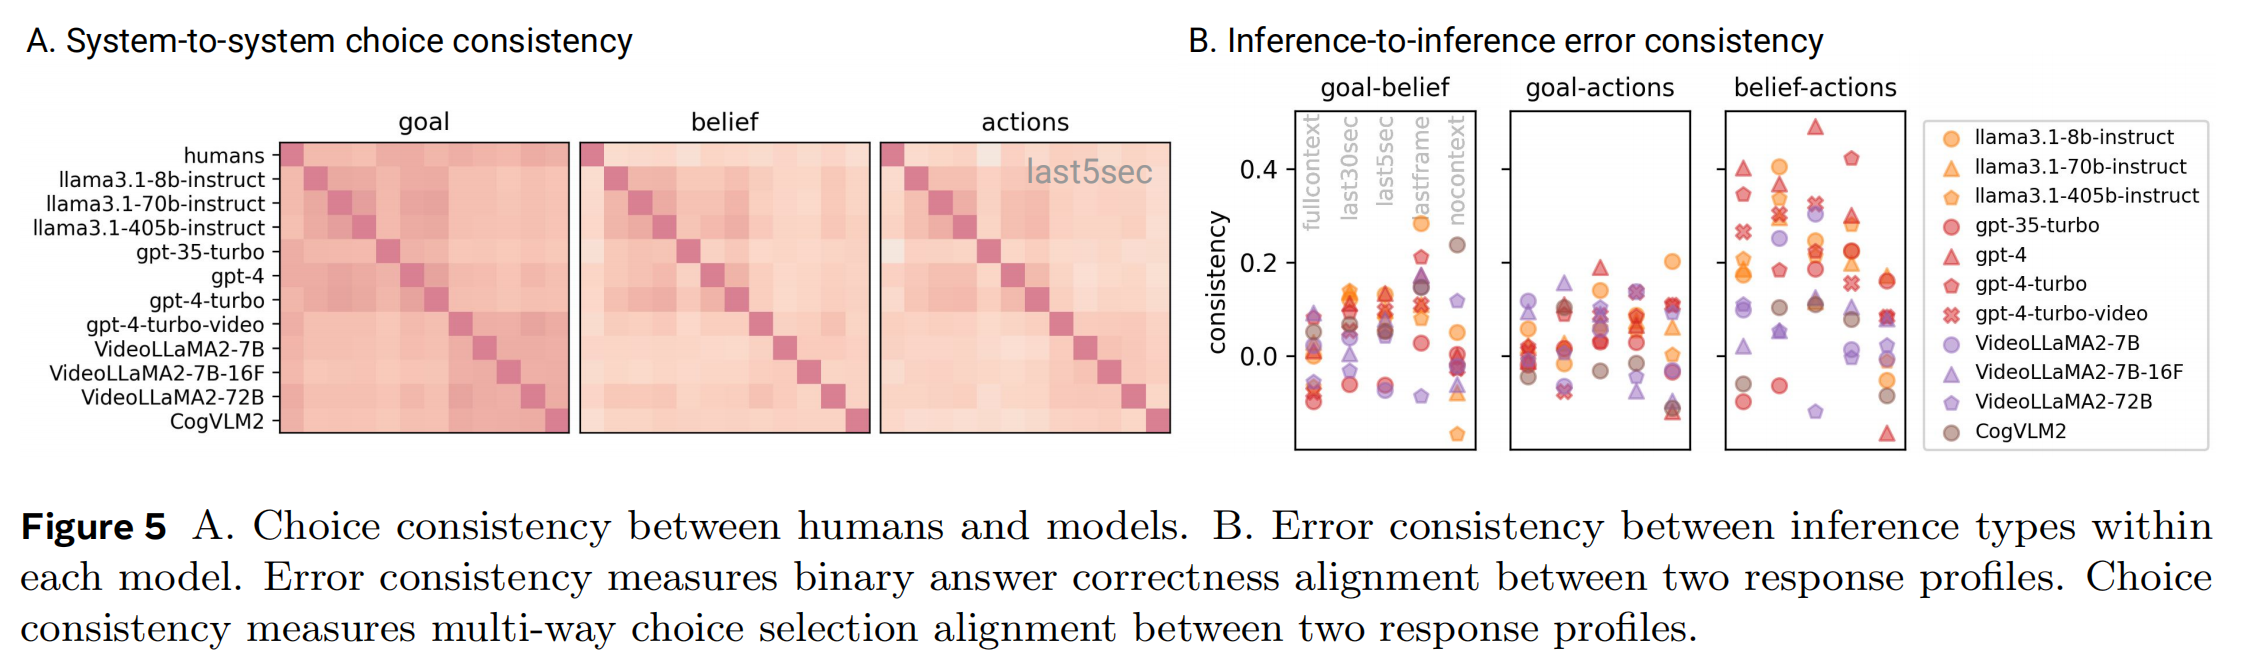 A. System-to-system choice consistency
B. Inference-to-inference error consistency
goal
belief
actions
humans
llama3.1-8b-instruct
llama3.1-70b-instruct
llama3.1-405b-instruct
gpt-35-turbo
gpt-4
gpt-4-turbo
gpt-4-turbo-video
VideoLLaMA2-7B
VideoLLaMA2-7B-16F
VideoLLaMA2-72B
CogVLM2
last5sec
goal-belief
goal-actions
belief-actions
consistency
0.4
0.2
0.0
fullcontext
last30sec
last5sec
lastframe
nocontext
llama3.1-8b-instruct
llama3.1-70b-instruct
llama3.1-405b-instruct
gpt-35-turbo
gpt-4
gpt-4-turbo
gpt-4-turbo-video
VideoLLaMA2-7B
VideoLLaMA2-7B-16F
VideoLLaMA2-72B
CogVLM2
Figure 5 A. Choice consistency between humans and models. B. Error consistency between inference types within
each model. Error consistency measures binary answer correctness alignment between two response profiles. Choice
consistency measures multi-way choice selection alignment between two response profiles.